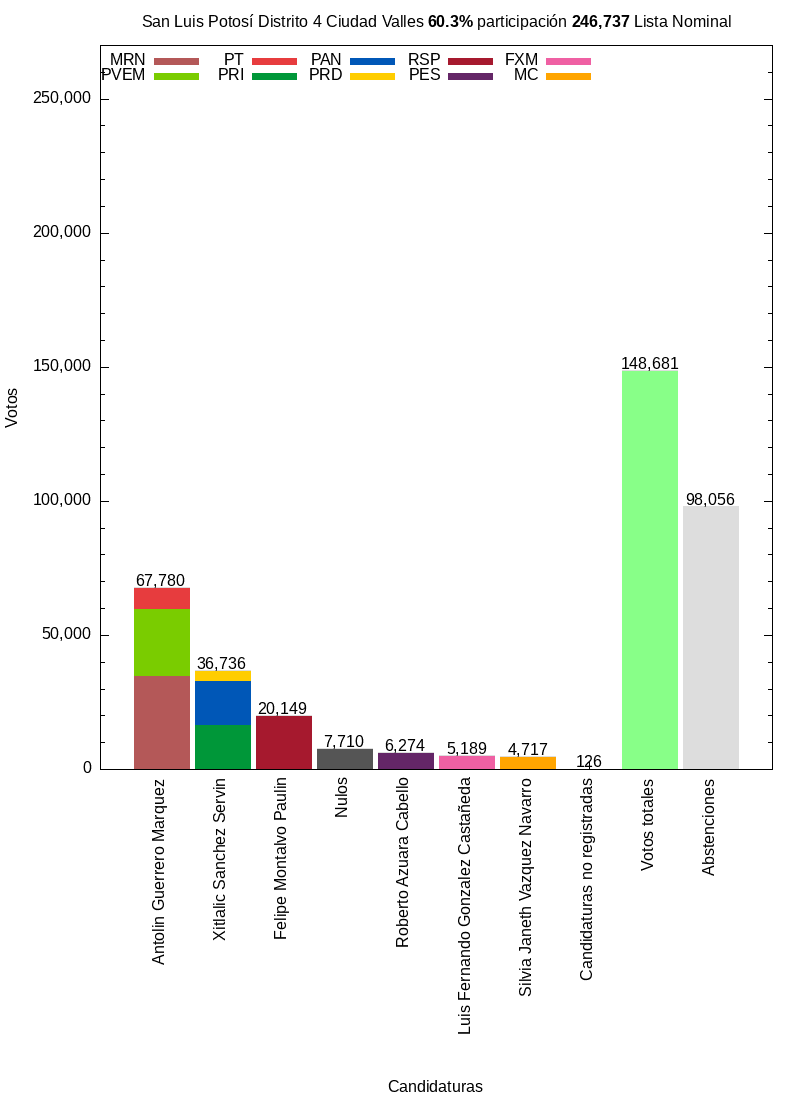 San Luis Potosí Distrito 4 Ciudad Valles 60.3% participación 246,737 Lista Nominal
MRN PT PAN RSP FXM
PVEM PRI PRD PES MC
Votos
250,000
200,000
150,000
100,000
50,000
0
67,780
36,736
20,149
7,710
6,274
5,189
4,717
126
148,681
98,056
Antolin Guerrero Marquez
Xitlalic Sanchez Servin
Felipe Montalvo Paulin
Nulos
Roberto Azuara Cabello
Luis Fernando Gonzalez Castañeda
Silvia Janeth Vazquez Navarro
Candidaturas no registradas
Votos totales
Abstenciones
Candidaturas